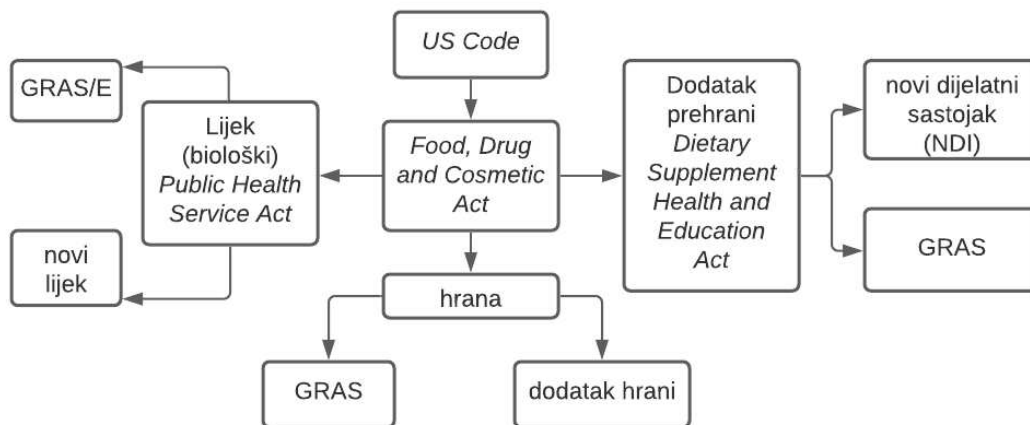 US Code
GRAS/E
Lijek
(biološki)
Public Health
Service Act
novi
lijek
Food, Drug
and Cosmetic
Act
Dodatak
prehrani
Dietary
Supplement
Health and
Education
Act
novi dijelatni
sastojak
(NDI)
GRAS
hrana
GRAS
dodatak hrani